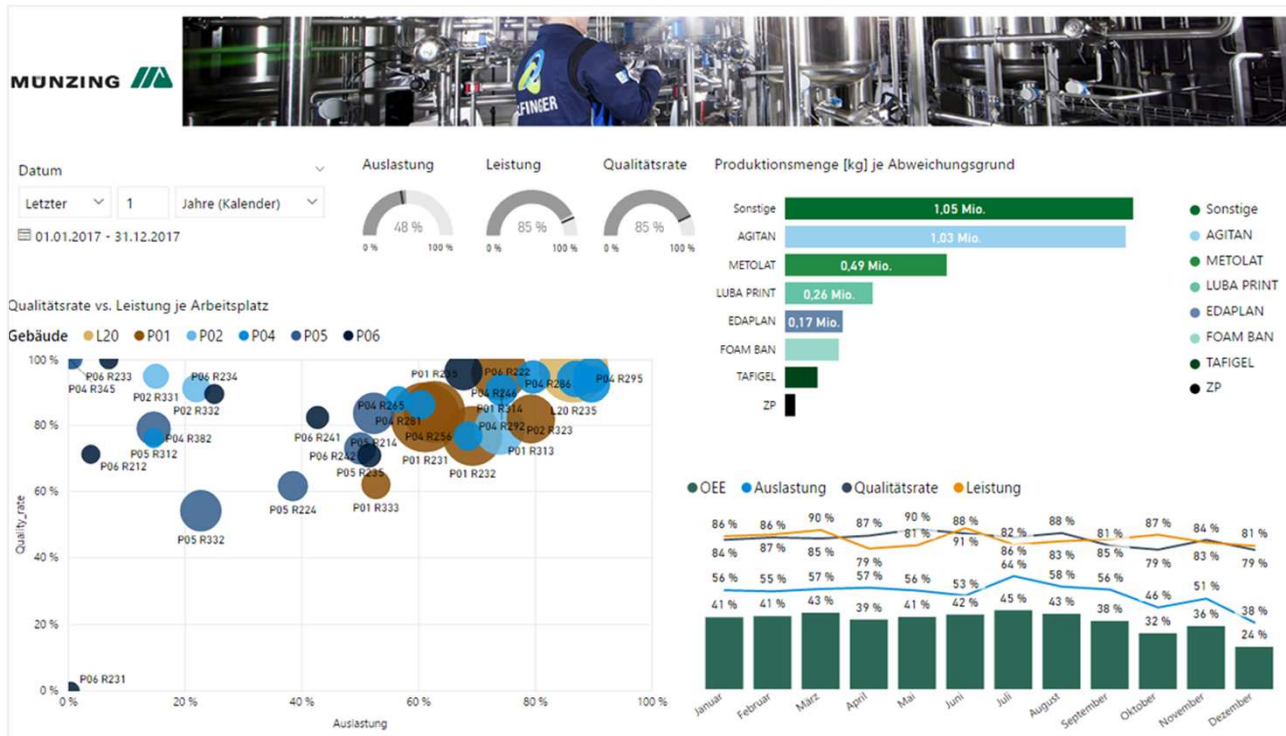 MÜNZING
LFINGER
Datum
Letzter
1
Jahre (Kalender)
01.01.2017 - 31.12.2017
Auslastung
48 %
0 %
100 %
Leistung
85 %
0 %
100 %
Qualitätsrate
85 %
0 %
100 %
Produktionsmenge [kg] je Abweichungsgrund
Sonstige
1,05 Mio.
AGITAN
1,03 Mio.
METOLAT
0,49 Mio.
LUBA PRINT
0,26 Mio.
EDAPLAN
0,17 Mio.
FOAM BAN
TAFIGEL
ZP
Sonstige
AGITAN
METOLAT
LUBA PRINT
EDAPLAN
FOAM BAN
TAFIGEL
ZP
Qualitätsrate vs. Leistung je Arbeitsplatz
Gebäude L20 P01 P02 P04 P05 P06
100 %
80 %
60 %
40 %
20 %
0 %
Quality_rate
P06 R233
P04 R345
P02 R331
P06 R234
P02 R332
P04 R382
P05 R312
P06 R212
P05 R332
P05 R224
P06 R241
P04 R265
P04 R281
P05 R214
P06 R242
P05 R235
P01 R333
P01 R255
P04 R256
P01 R231
P01 R232
P06 R222
P04 R246
P01 R314
P04 R292
P04 R286
P04 R295
L20 R235
P02 R323
P01 R313
P06 R231
0 %
20 %
40 %
60 %
80 %
100 %
Auslastung
OEE Auslastung Qualitätsrate Leistung
86 % 86 % 90 % 87 % 90 % 88 % 82 % 88 % 81 % 87 % 84 % 81 %
84 % 87 % 85 % 79 % 81 % 91 % 86 % 83 % 85 % 79 % 83 % 79 %
56 % 55 % 57 % 57 % 56 % 53 % 64 % 58 % 56 % 46 % 51 % 38 %
41 % 41 % 43 % 39 % 41 % 42 % 45 % 43 % 38 % 32 % 36 % 24 %
Januar
Februar
März
April
Mai
Juni
Juli
August
September
Oktober
November
Dezember